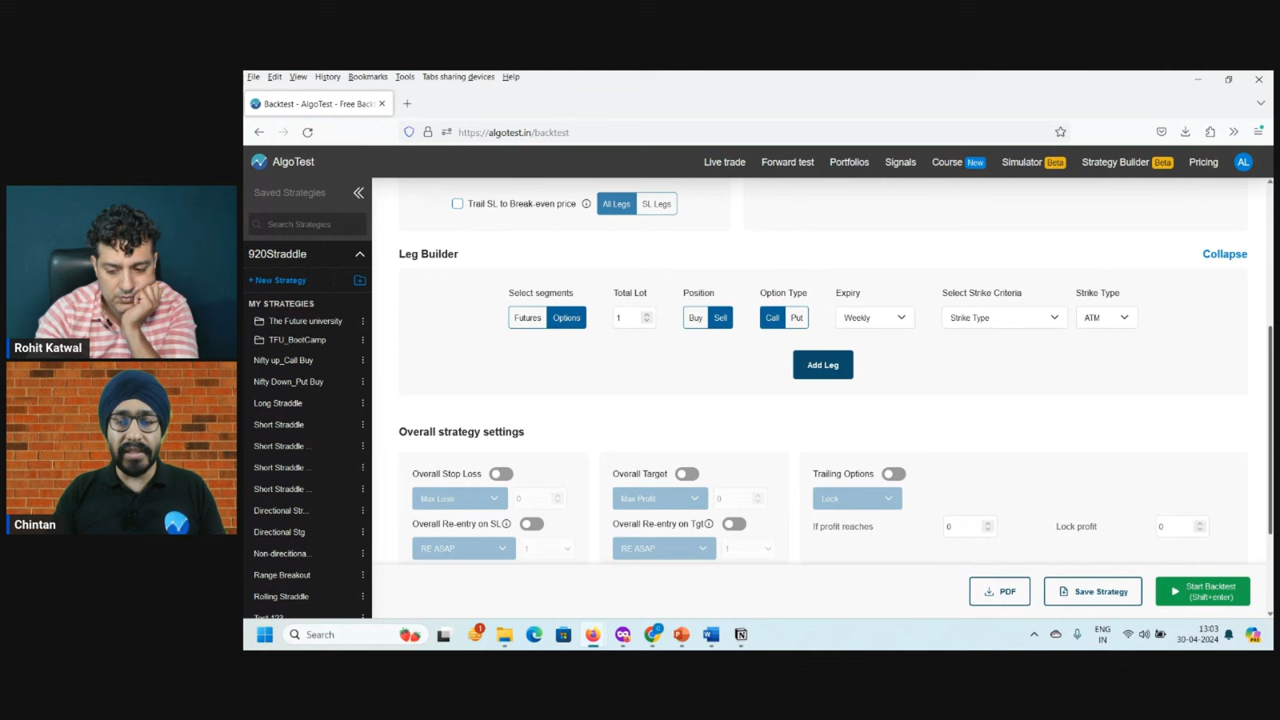 File Edit View History Bookmarks Tools Tabs sharing devices Help
Backtest - AlgoTest - Free Back
https://algotest.in/backtest
AlgoTest
Live trade Forward test Portfolios Signals Course New Simulator Beta Strategy Builder Beta Pricing AL
Saved Strategies
Search Strategies
920Straddle
+ New Strategy
MY STRATEGIES
The Future university
TFU_BootCamp
Nifty up_Call Buy
Nifty Down_Put Buy
Long Straddle
Short Straddle
Short Straddle ...
Short Straddle ...
Short Straddle ...
Directional Str...
Directional Stg
Non-directiona...
Range Breakout
Rolling Straddle
Test 123
Trail SL to Break-even price All Legs SL Legs
Leg Builder Collapse
Select segments Total Lot Position Option Type Expiry Select Strike Criteria Strike Type
Futures Options 1 Buy Sell Call Put Weekly Strike Type ATM
Add Leg
Overall strategy settings
Overall Stop Loss Overall Target Trailing Options
Max Loss 0 Max Profit 0 Lock
Overall Re-entry on SL Overall Re-entry on Tgt If profit reaches 0 Lock profit 0
RE ASAP 1 RE ASAP 1
PDF Save Strategy Start Backtest
(Shift+enter)
Rohit Katwal
Chintan
Search
1
ENG
IN
13:03
30-04-2024